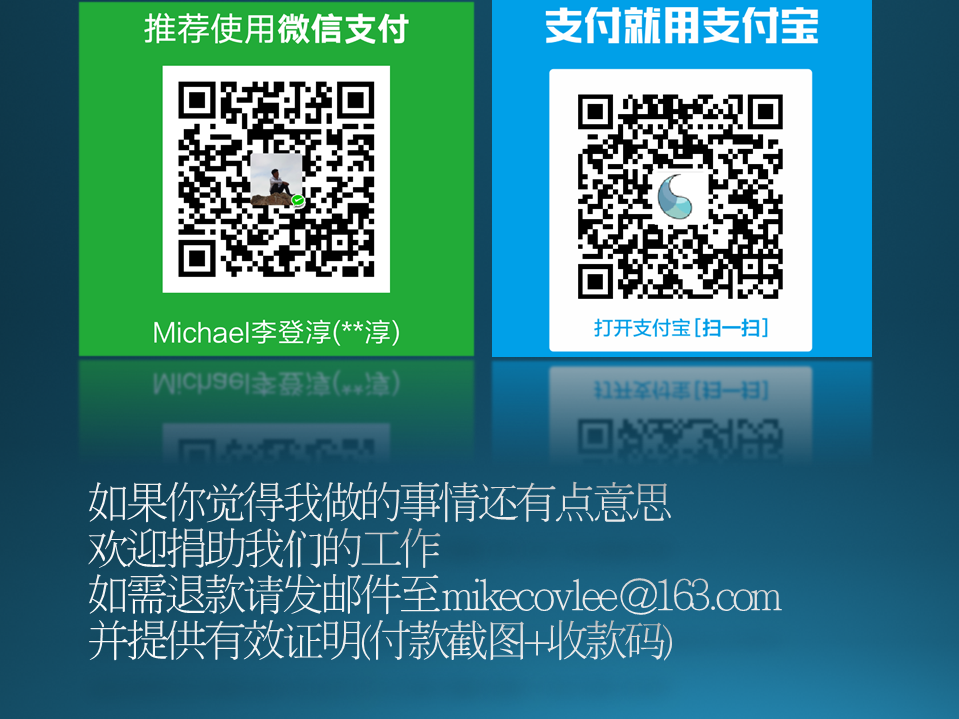 推荐使用微信支付
Michael李登淳(**淳)
支付就用支付宝
打开支付宝[扫一扫]
如果你觉得我做的事情还有点意思
欢迎捐助我们的工作
如需退款请发邮件至mikecovlee@163.com
并提供有效证明(付款截图+收款码)